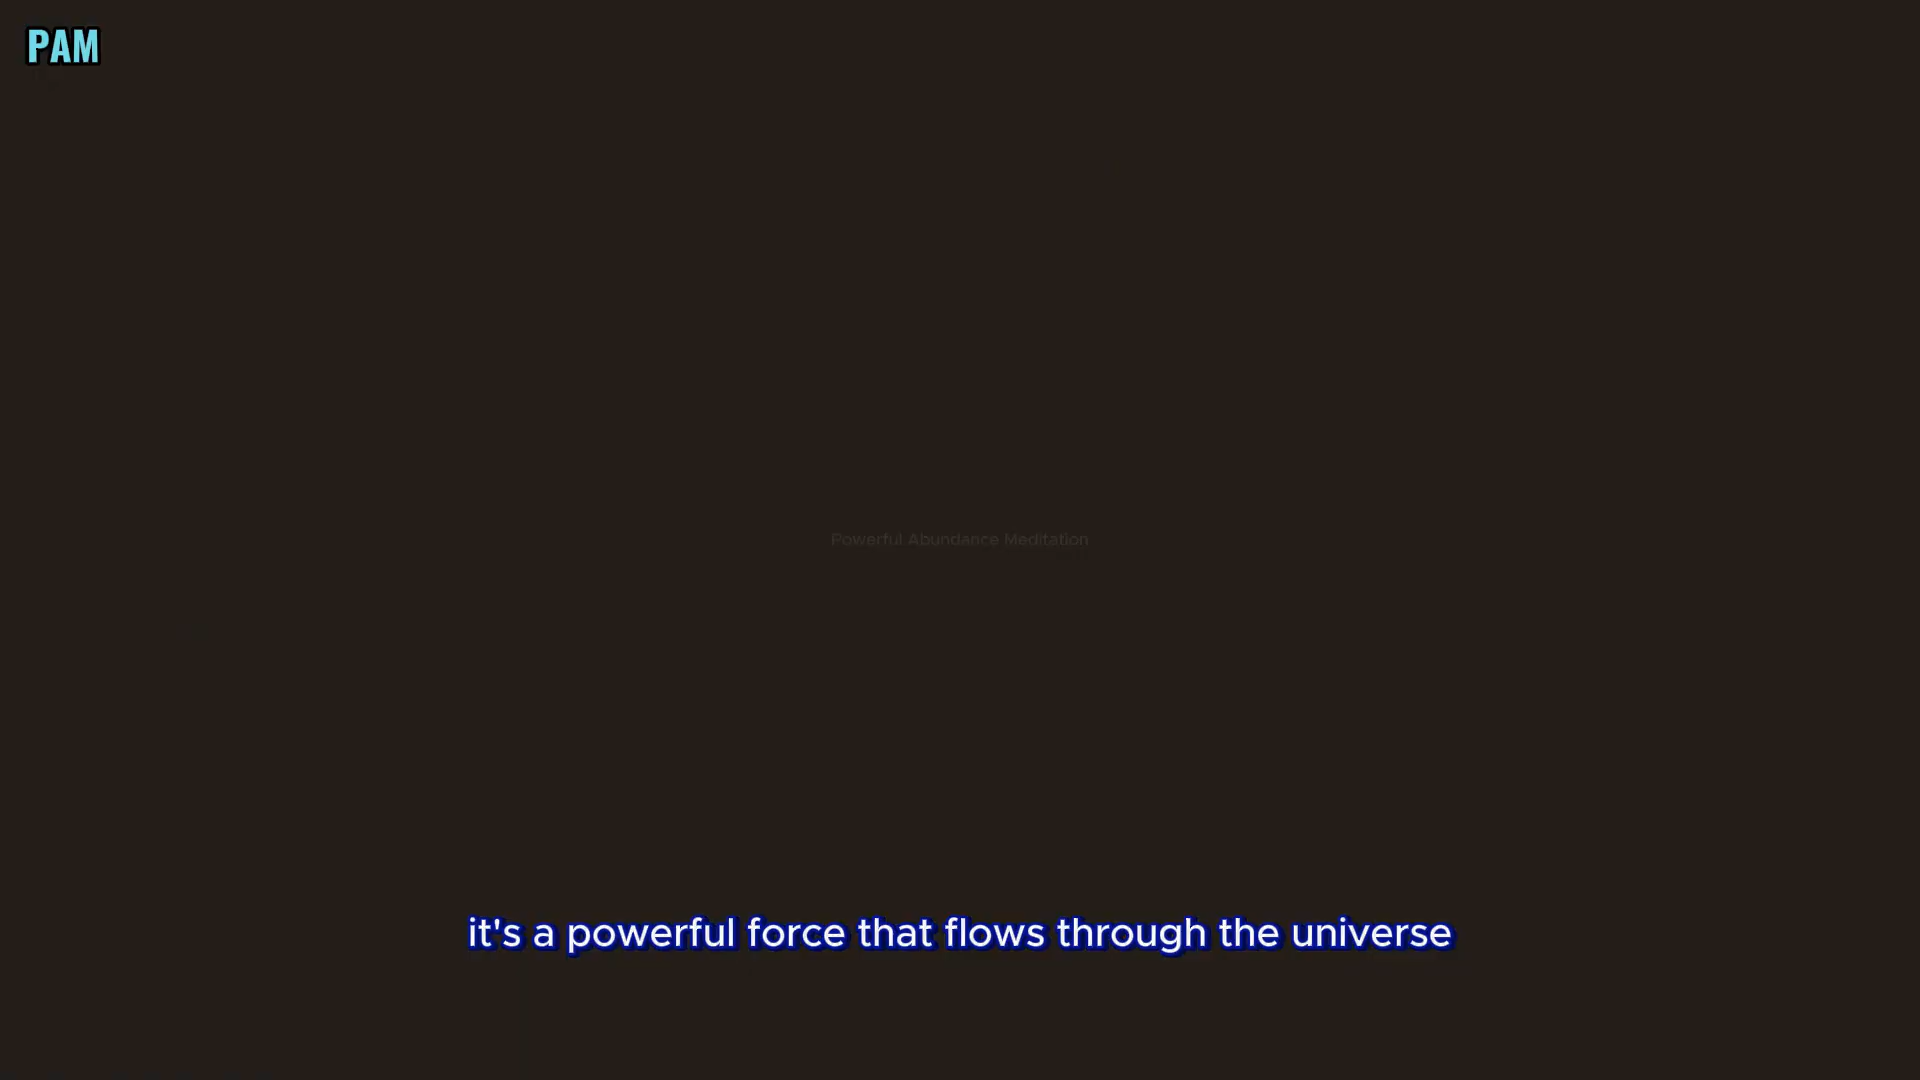 PAM
Powerful Abundance Meditation
it's a powerful force that flows through the universe